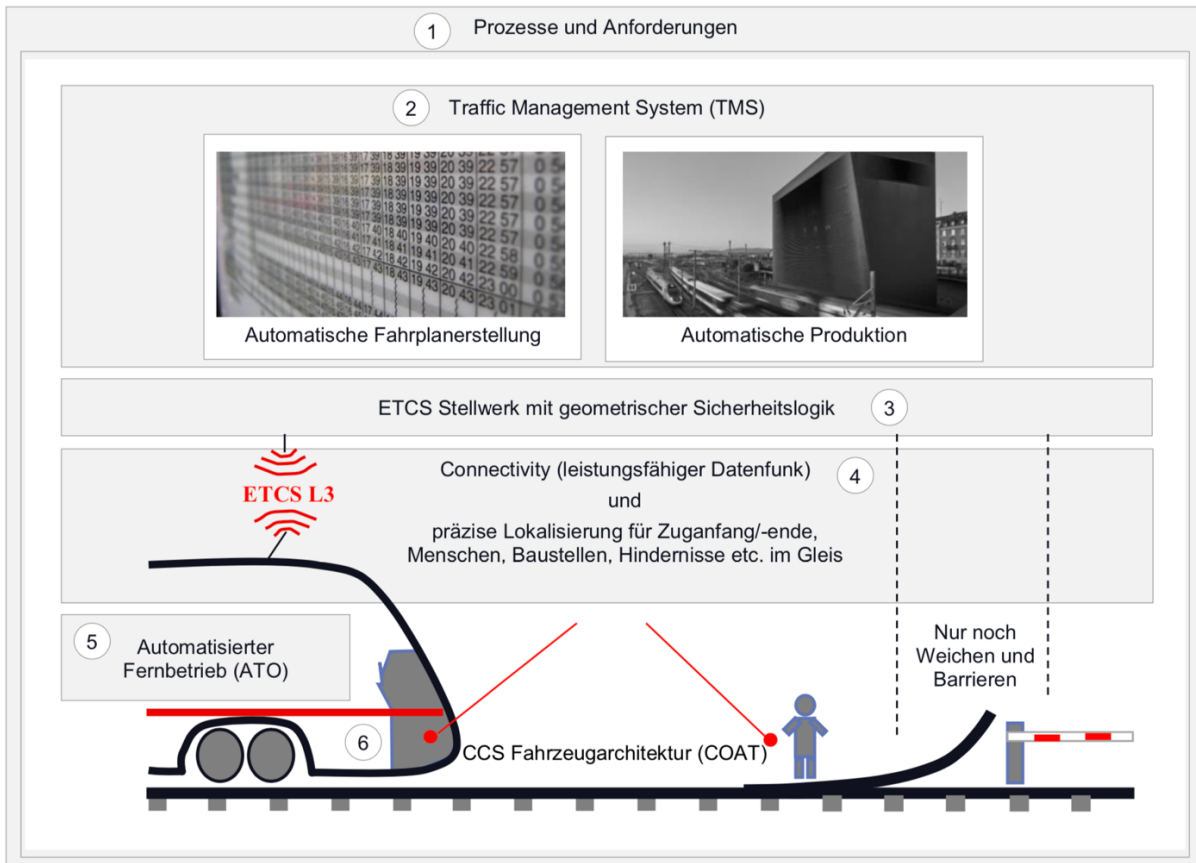 1 Prozesse und Anforderungen
2 Traffic Management System (TMS)
Automatische Fahrplanerstellung
Automatische Produktion
ETCS Stellwerk mit geometrischer Sicherheitslogik 3
ETCS L3
Connectivity (leistungsfähiger Datenfunk) 4
und
präzise Lokalisierung für Zuganfang/-ende,
Menschen, Baustellen, Hindernisse etc. im Gleis
5 Automatisierter
Fernbetrieb (ATO)
Nur noch
Weichen und
Barrieren
6 CCS Fahrzeugarchitektur (COAT)